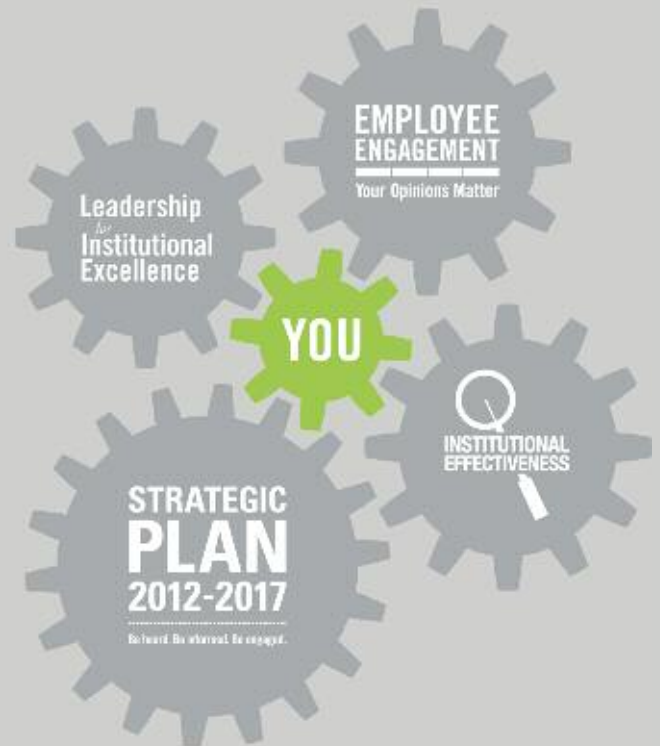 EMPLOYEE
ENGAGEMENT
Your Opinions Matter
Leadership
for
Institutional
Excellence
YOU
INSTITUTIONAL
EFFECTIVENESS
STRATEGIC
PLAN
2012-2017
Be heard. Be informed. Be engaged.